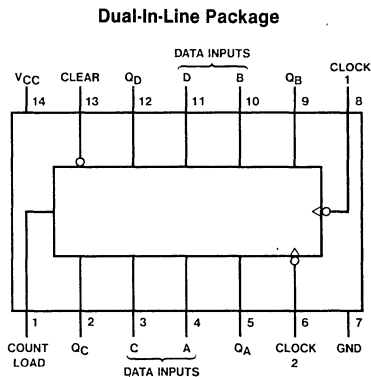 Dual-In-Line Package
DATA INPUTS
VCC CLEAR QD D B QB CLOCK 1
14 13 12 11 10 9 8
1 2 3 4 5 6 7
COUNT LOAD QC C A QA CLOCK 2 GND
DATA INPUTS